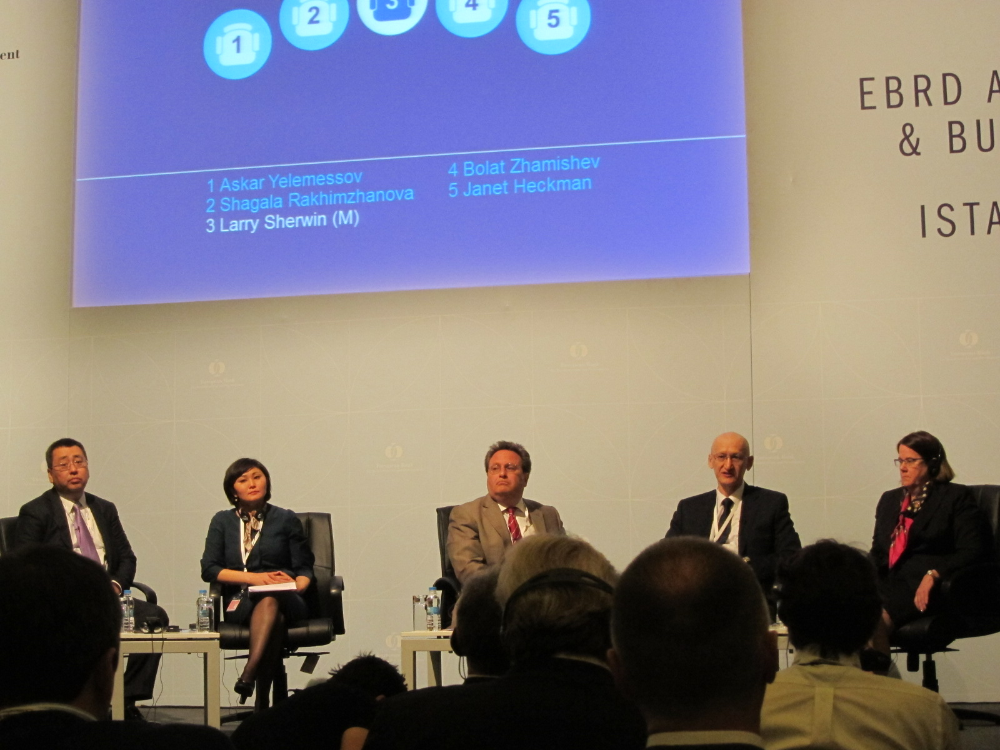 ent
1
2
3
4
5
EBRD A
& BU
ISTA
1 Askar Yelemessov
2 Shagala Rakhimzhanova
3 Larry Sherwin (M)
4 Bolat Zhamishev
5 Janet Heckman